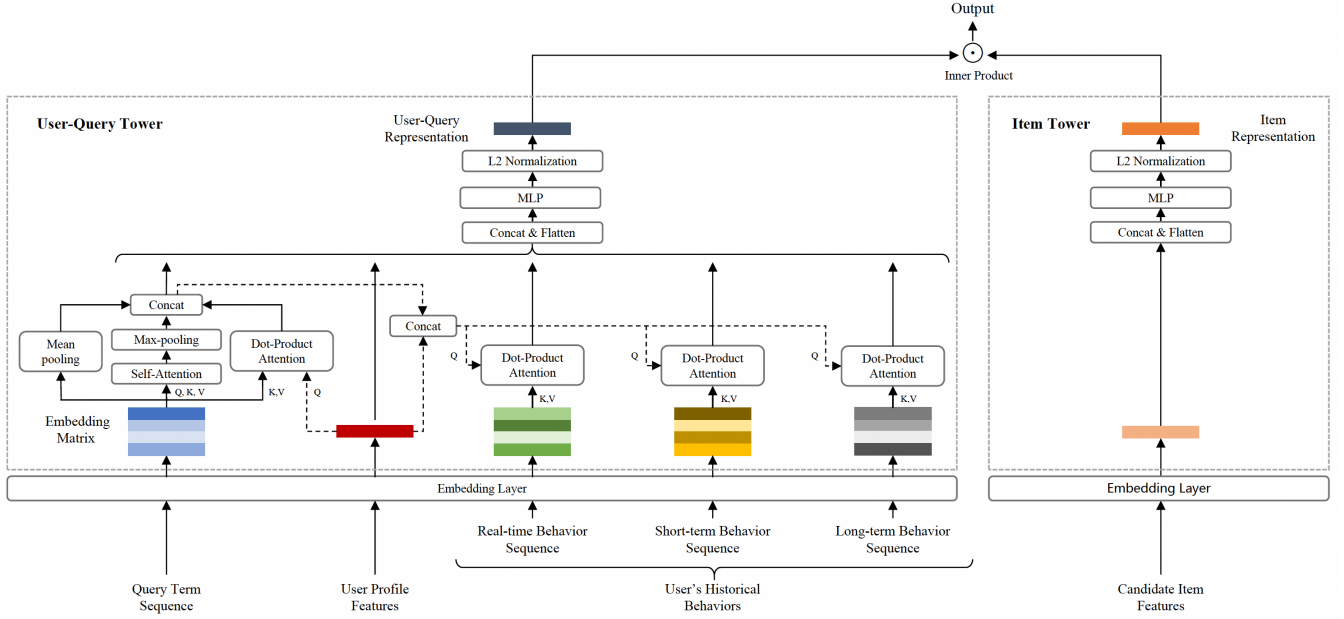 Output
Inner Product
User-Query Tower
User-Query
Representation
L2 Normalization
MLP
Concat & Flatten
Item Tower
Item
Representation
L2 Normalization
MLP
Concat & Flatten
Concat
Mean
pooling
Max-pooling
Self-Attention
Q, K, V
Dot-Product
Attention
K,V
Q
Concat
Q
Dot-Product
Attention
K,V
Q
Dot-Product
Attention
K,V
Q
Dot-Product
Attention
K,V
Embedding
Matrix
Embedding Layer
Embedding Layer
Real-time Behavior
Sequence
Short-term Behavior
Sequence
Long-term Behavior
Sequence
Query Term
Sequence
User Profile
Features
User's Historical
Behaviors
Candidate Item
Features